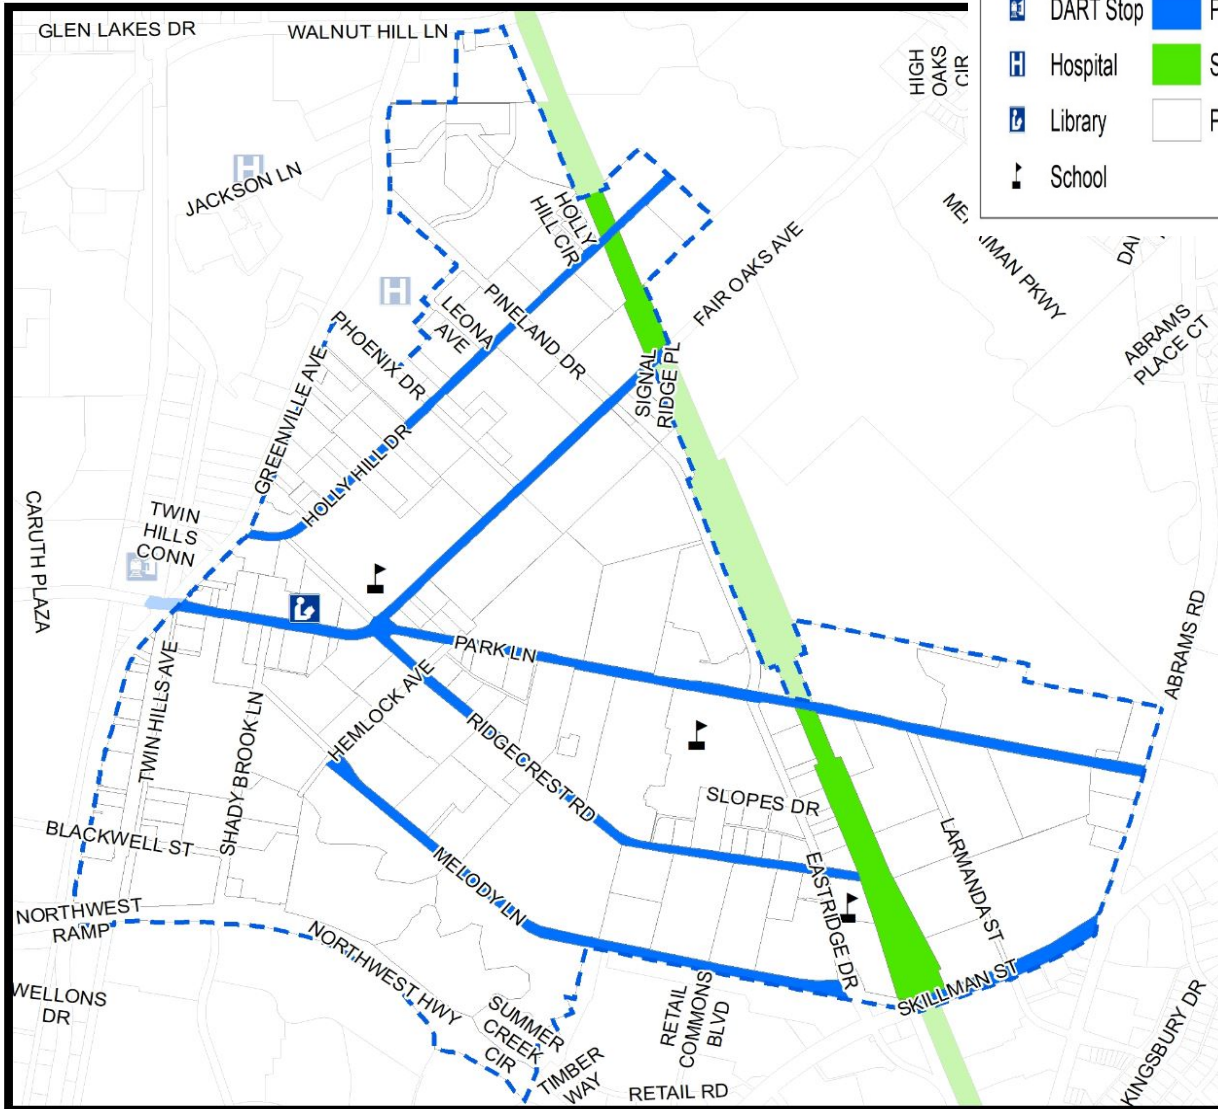 GLEN LAKES DR
WALNUT HILL LN
HIGH
OAKS
CIR
DART Stop
P
H
Hospital
S
Library
P
School
H
JACKSON LN
HOLLY
HILL CIR
H
LEONA
AVE
PINELAND DR
PHOENIX DR
FAIR OAKS AVE
ABRAMS
PLACE CT
SIGNAL
RIDGE PL
GREENVILLE AVE
HOLLY HILL DR
CARUTH PLAZA
TWIN
HILLS
CONN
PARK LN
ABRAMS RD
TWIN HILLS AVE
HEMLOCK AVE
SHADY BROOK LN
RIDGECREST RD
SLOPES DR
BLACKWELL ST
MELODY LN
EASTRIDGE DR
LARMANDA ST
NORTHWEST
RAMP
NORTHWEST HWY
SKILLMAN ST
WELLONS
DR
SUMMER
CREEK
CIR
RETAIL
COMMONS
BLVD
TIMBER
WAY
RETAIL RD
KINGSBURY DR